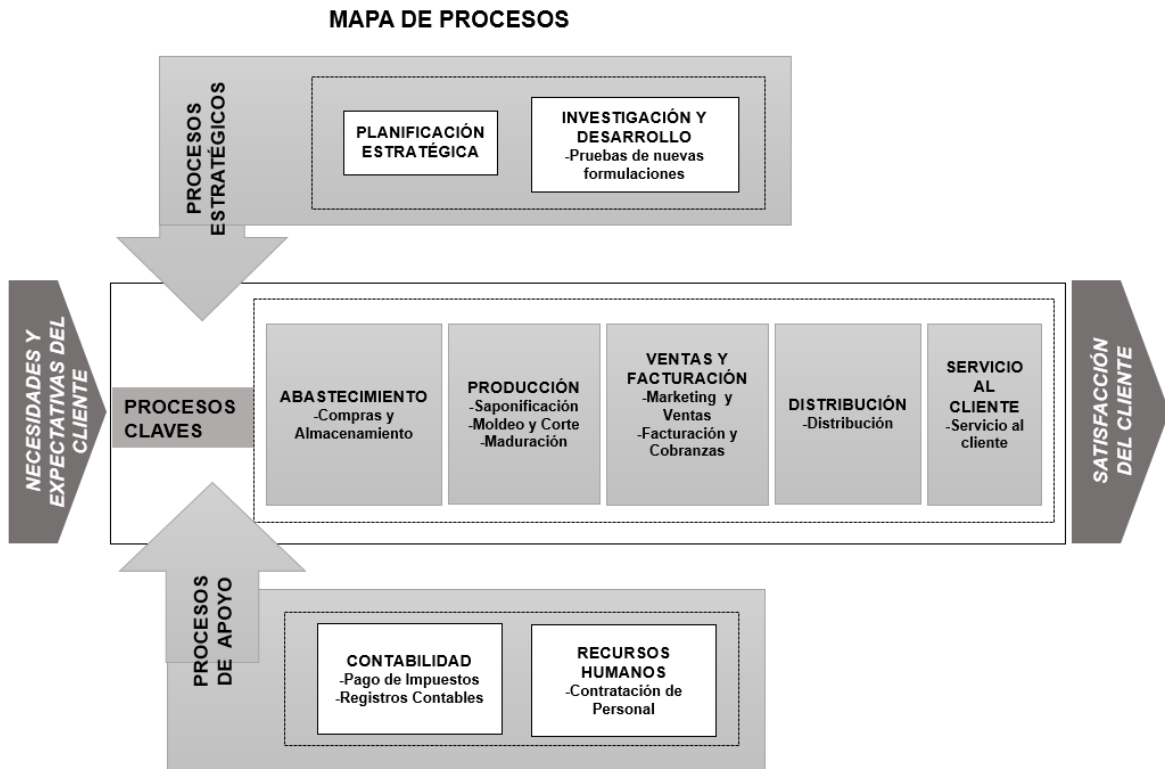 MAPA DE PROCESOS
PROCESOS
ESTRATÉGICOS
PLANIFICACIÓN
ESTRATÉGICA
INVESTIGACIÓN Y
DESARROLLO
-Pruebas de nuevas
formulaciones
NECESIDADES Y
EXPECTATIVAS DEL
CLIENTE
PROCESOS
CLAVES
ABASTECIMIENTO
-Compras y
Almacenamiento
PRODUCCIÓN
-Saponificación
-Moldeo y Corte
-Maduración
VENTAS Y
FACTURACIÓN
-Marketing y
Ventas
-Facturación y
Cobranzas
DISTRIBUCIÓN
-Distribución
SERVICIO
AL
CLIENTE
-Servicio al
cliente
SATISFACCIÓN
DEL CLIENTE
PROCESOS
DE APOYO
CONTABILIDAD
-Pago de Impuestos
-Registros Contables
RECURSOS
HUMANOS
-Contratación de
Personal